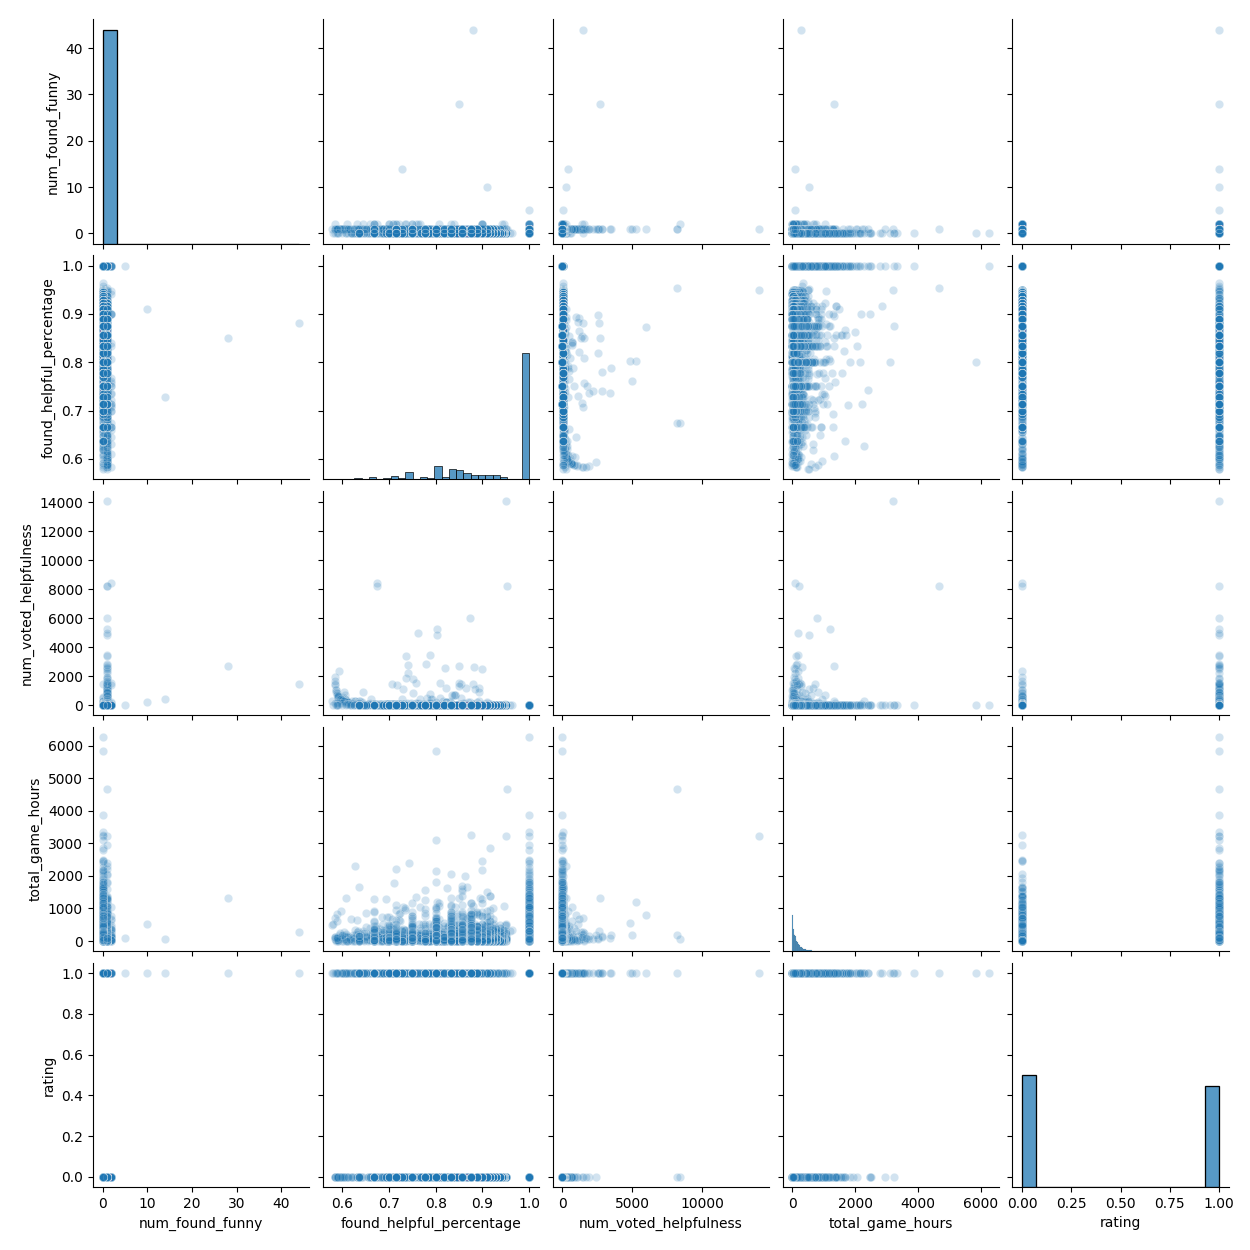 num_found_funny
40
30
20
10
0
found_helpful_percentage
1.0
0.9
0.8
0.7
0.6
num_voted_helpfulness
14000
12000
10000
8000
6000
4000
2000
0
total_game_hours
6000
5000
4000
3000
2000
1000
0
rating
1.0
0.8
0.6
0.4
0.2
0.0
0 10 20 30 40
num_found_funny
0.6 0.7 0.8 0.9 1.0
found_helpful_percentage
0 5000 10000
num_voted_helpfulness
0 2000 4000 6000
total_game_hours
0.00 0.25 0.50 0.75 1.00
rating